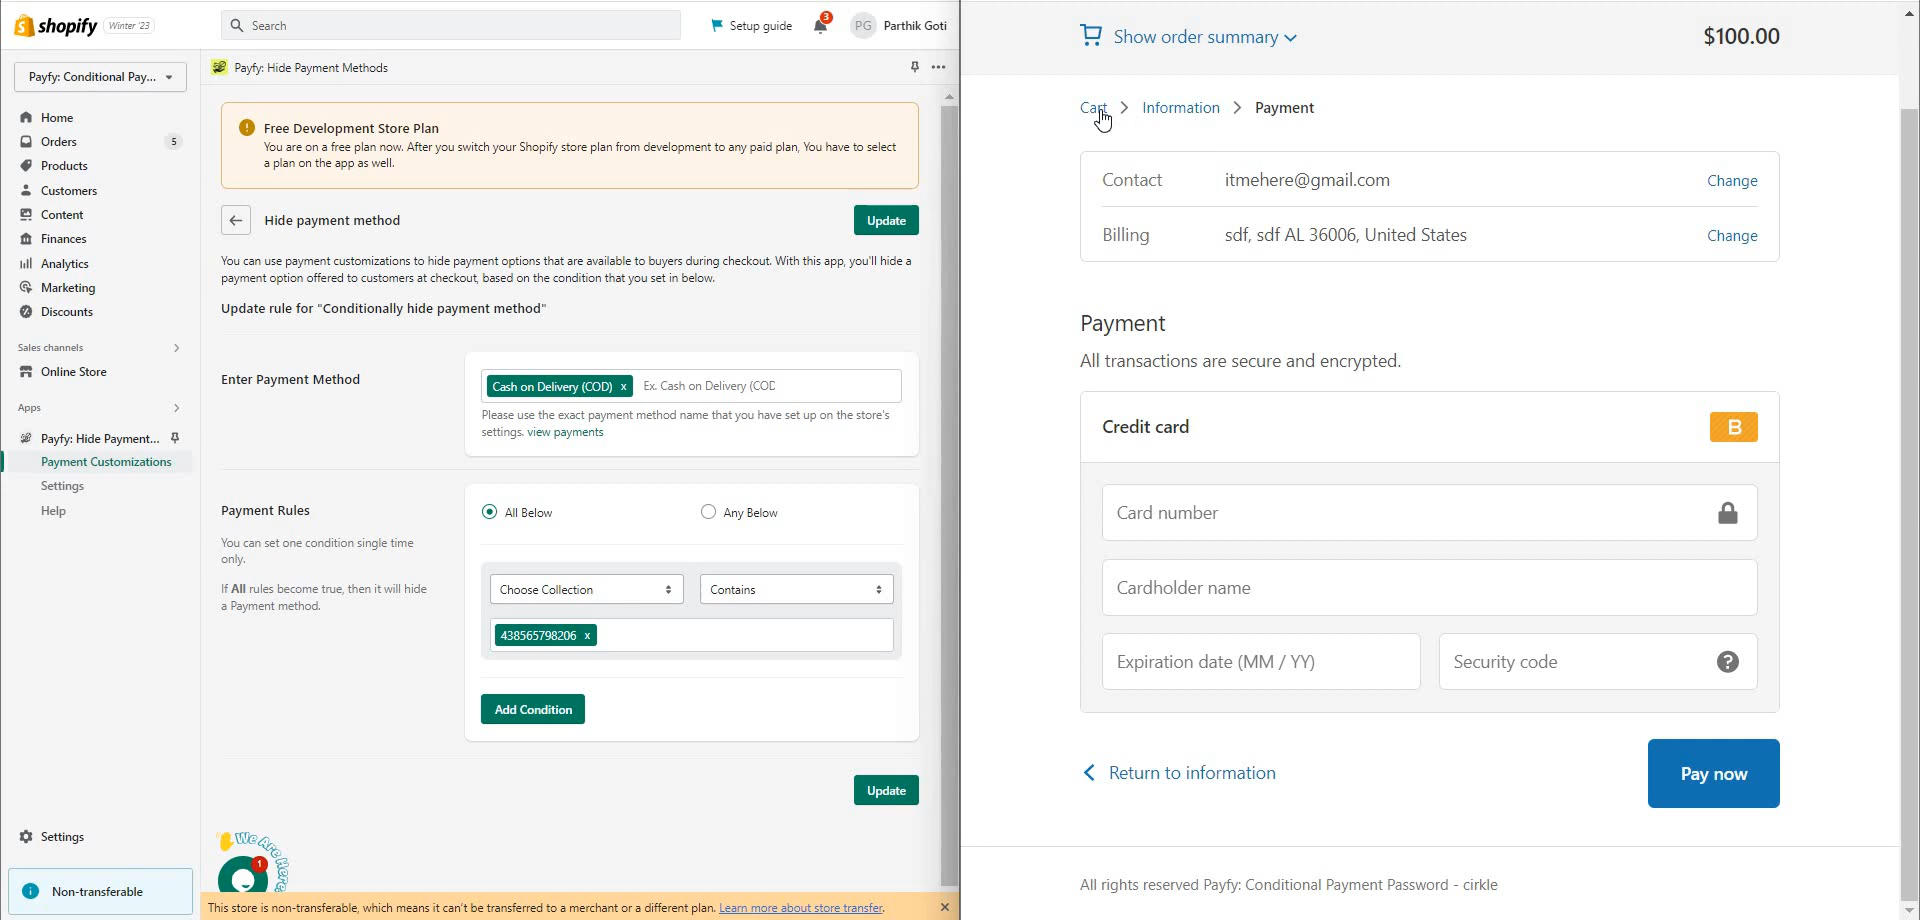 shopify Winter '23
Search
Setup guide
3
PG Parthik Goti
Payfy: Conditional Pay...
Home
Orders 5
Products
Customers
Content
Finances
Analytics
Marketing
Discounts
Sales channels
Online Store
Apps
Payfy: Hide Payment...
Payment Customizations
Settings
Help
Settings
Non-transferable
Payfy: Hide Payment Methods
Free Development Store Plan
You are on a free plan now. After you switch your Shopify store plan from development to any paid plan, You have to select
a plan on the app as well.
Hide payment method
Update
You can use payment customizations to hide payment options that are available to buyers during checkout. With this app, you'll hide a
payment option offered to customers at checkout, based on the condition that you set in below.
Update rule for "Conditionally hide payment method"
Enter Payment Method
Cash on Delivery (COD) x Ex. Cash on Delivery (COD
Please use the exact payment method name that you have set up on the store's
settings. view payments
Payment Rules
You can set one condition single time
only.
If All rules become true, then it will hide
a Payment method.
All Below Any Below
Choose Collection Contains
438565798206 x
Add Condition
Update
We Are Here!
1
This store is non-transferable, which means it can't be transferred to a merchant or a different plan. Learn more about store transfer.
Show order summary $100.00
Cart > Information > Payment
Contact itmehere@gmail.com Change
Billing sdf, sdf AL 36006, United States Change
Payment
All transactions are secure and encrypted.
Credit card B
Card number
Cardholder name
Expiration date (MM / YY) Security code ?
Return to information
Pay now
All rights reserved Payfy: Conditional Payment Password - cirkle